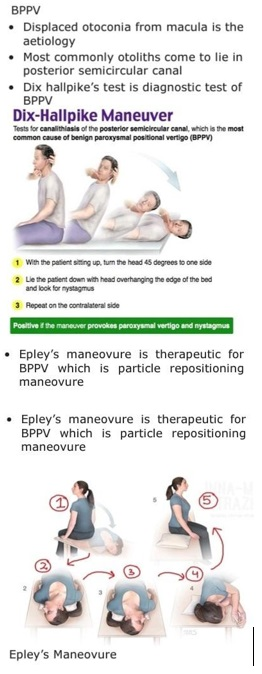 BPPV
• Displaced otoconia from macula is the
aetiology
• Most commonly otoliths come to lie in
posterior semicircular canal
• Dix hallpike's test is diagnostic test of
BPPV
Dix-Hallpike Maneuver
Tests for canalithiasis of the posterior semicircular canal, which is the most
common cause of benign paroxysmal positional vertigo (BPPV)
1 With the patient sitting up, turn the head 45 degrees to one side
2 Lie the patient down with head overhanging the edge of the bed
and look for nystagmus
3 Repeat on the contralateral side
Positive if the maneuver provokes paroxysmal vertigo and nystagmus
• Epley's maneovure is therapeutic for
BPPV which is particle repositioning
maneovure
• Epley's maneovure is therapeutic for
BPPV which is particle repositioning
maneovure
1
5 5
2 3 4
2 3 4
Epley's Maneovure